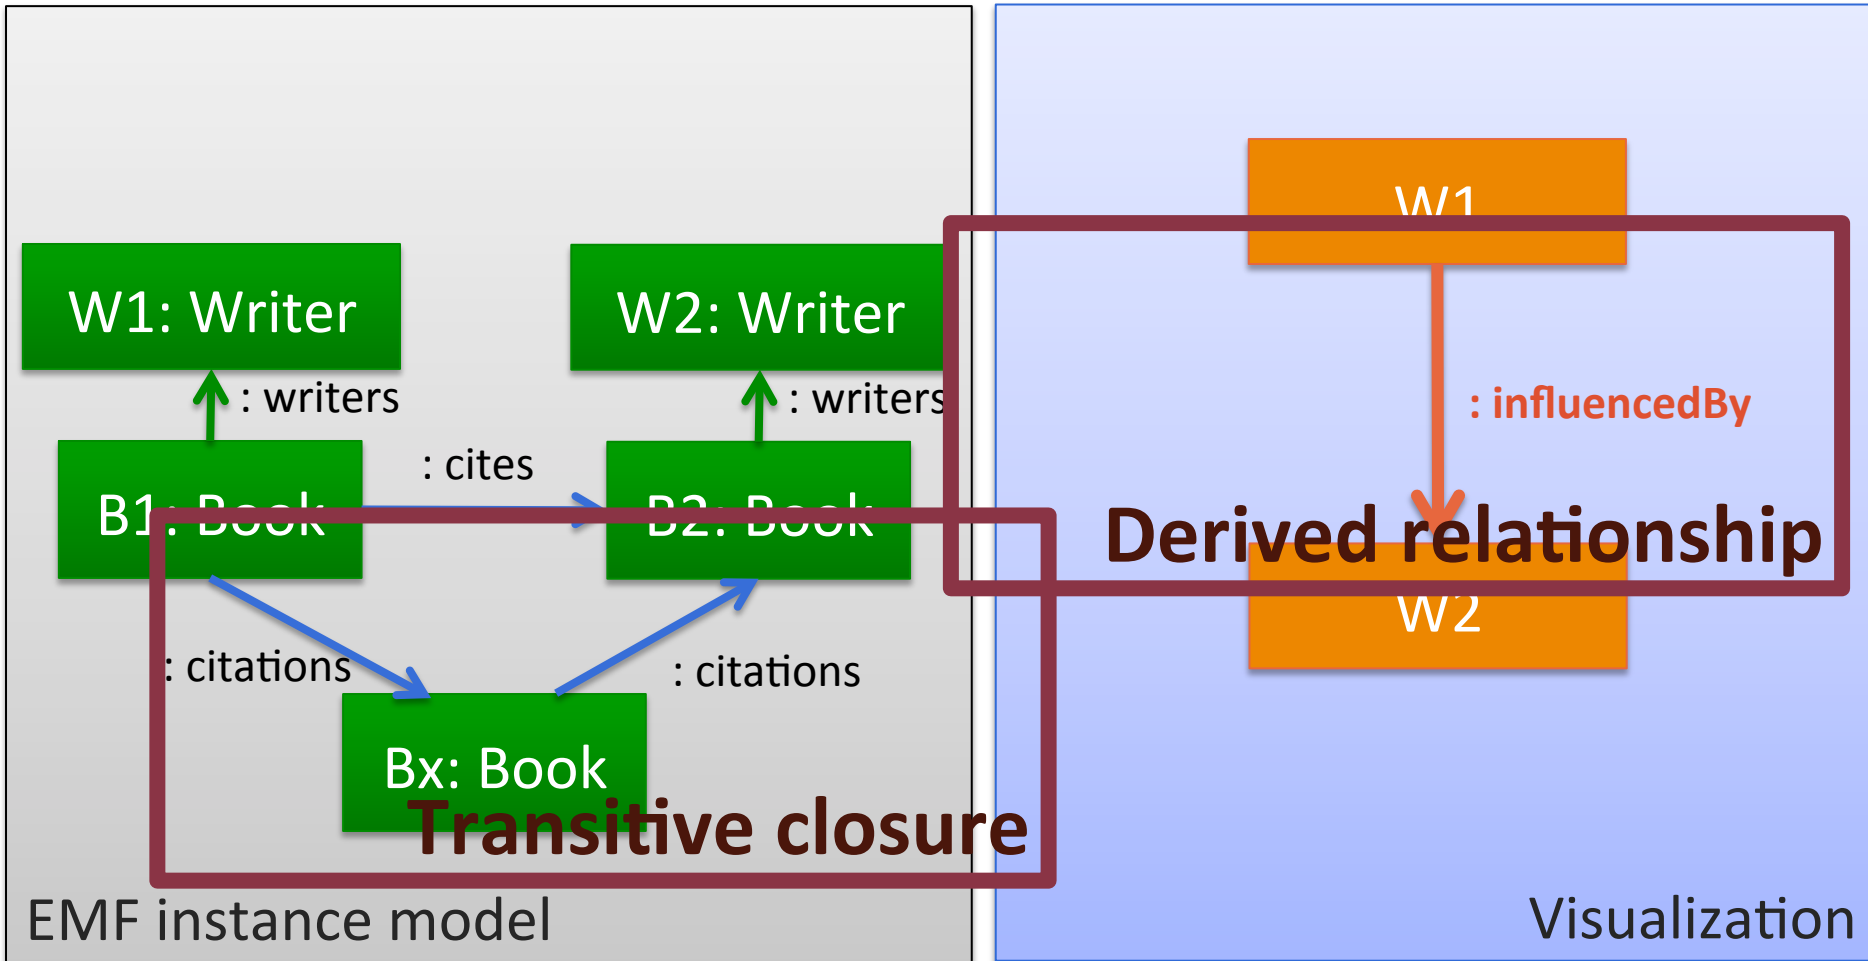 W1: Writer
W2: Writer
: writers
: writers
B1: Book
: cites
B2: Book
: citations
: citations
Bx: Book
Transitive closure
EMF instance model
W1
: influencedBy
Derived relationship
W2
Visualization